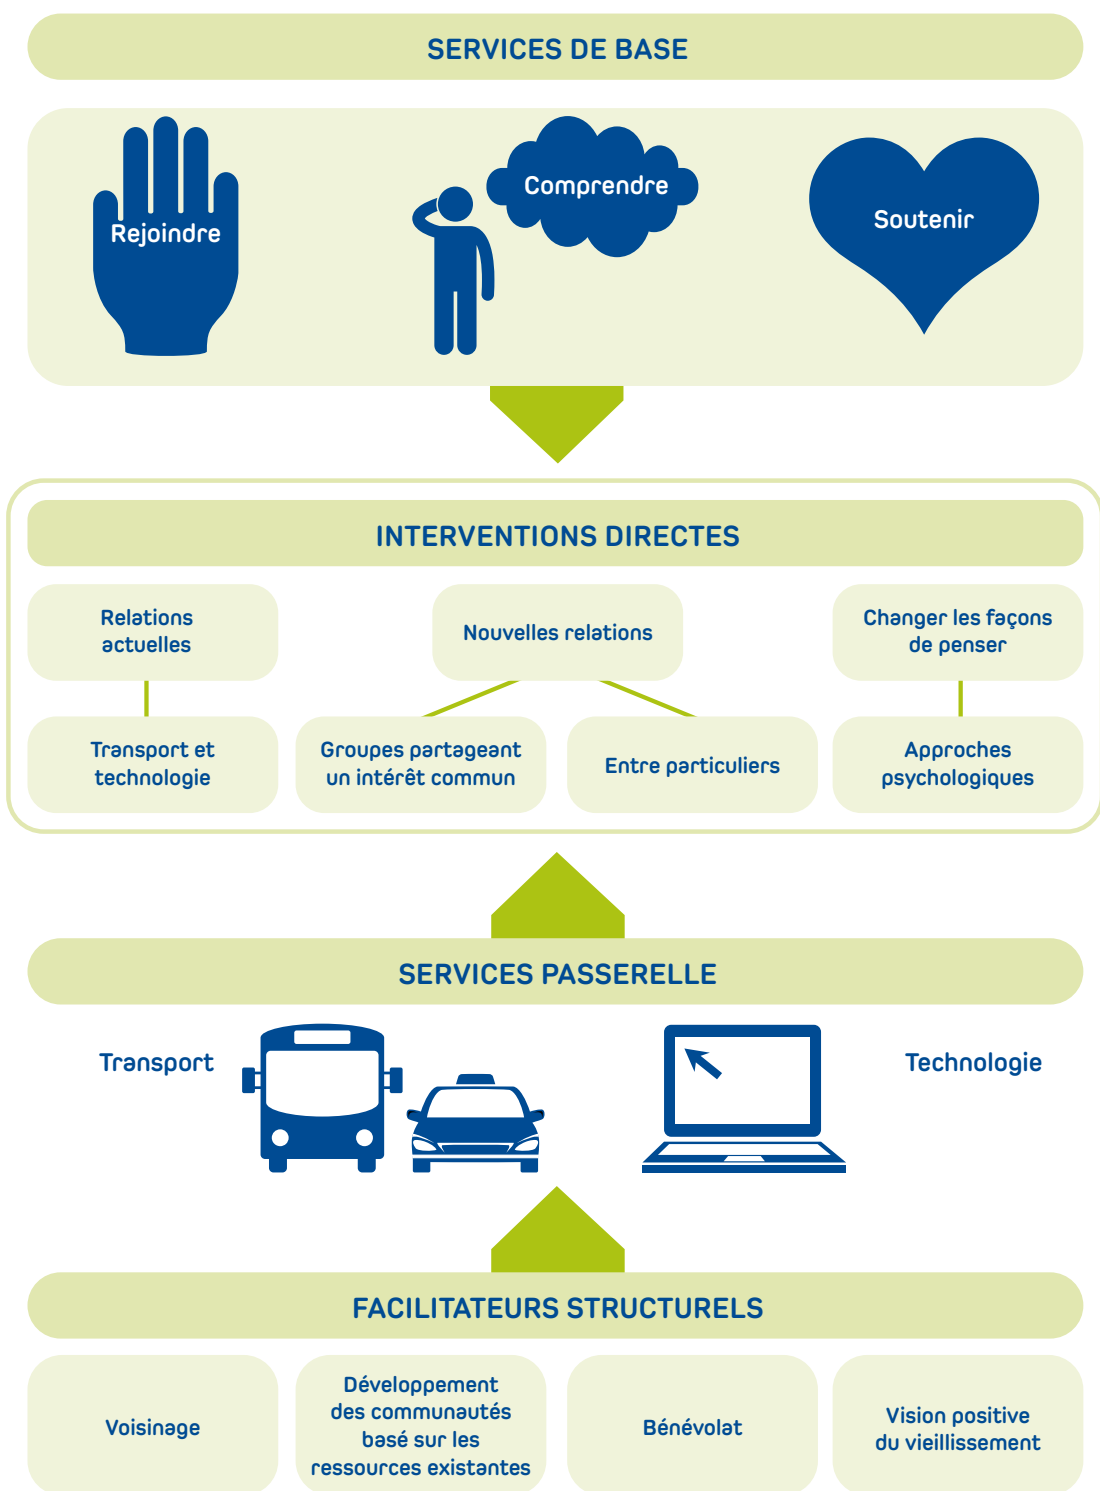 SERVICES DE BASE
Rejoindre
Comprendre
Soutenir
INTERVENTIONS DIRECTES
Relations
actuelles
Nouvelles relations
Changer les façons
de penser
Transport et
technologie
Groupes partageant
un intérêt commun
Entre particuliers
Approches
psychologiques
SERVICES PASSERELLE
Transport
Technologie
FACILITATEURS STRUCTURELS
Voisinage
Développement
des communautés
basé sur les
ressources existantes
Bénévolat
Vision positive
du vieillissement